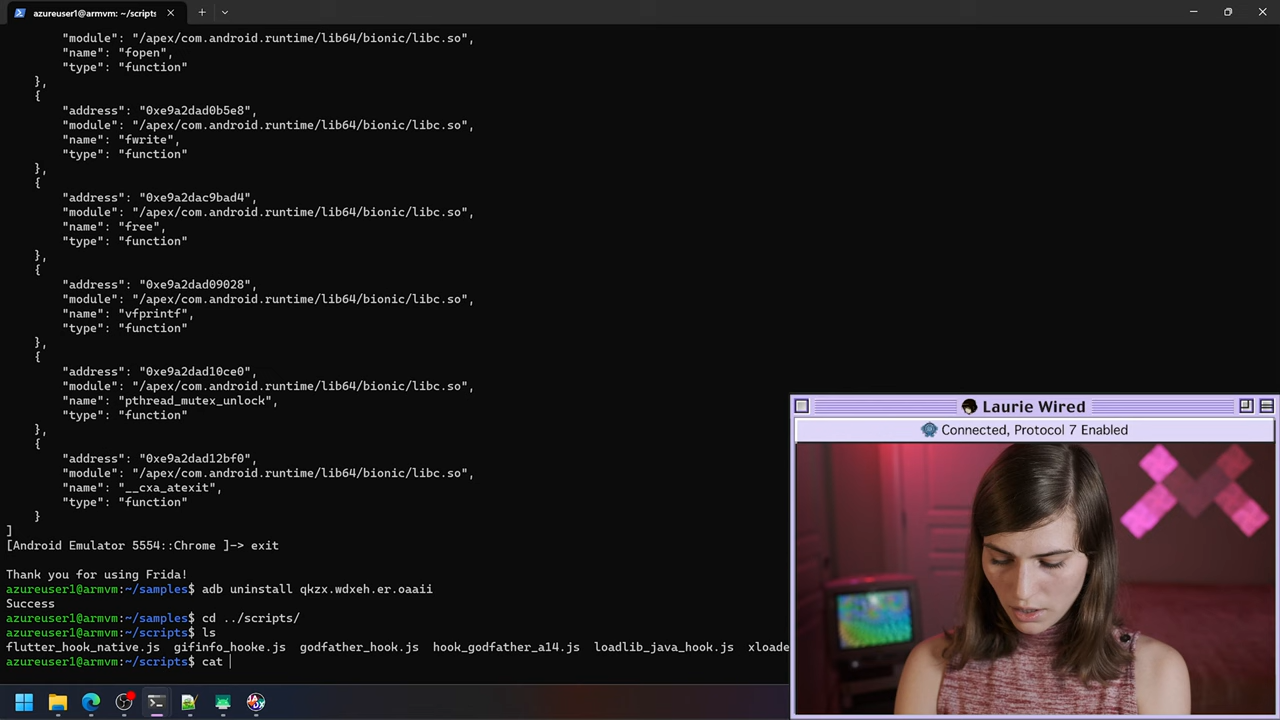 azureuser1@armvm: ~/scripts
"module": "/apex/com.android.runtime/lib64/bionic/libc.so",
"name": "fopen",
"type": "function"
},
{
"address": "0xe9a2dad0b5e8",
"module": "/apex/com.android.runtime/lib64/bionic/libc.so",
"name": "fwrite",
"type": "function"
},
{
"address": "0xe9a2dac9bad4",
"module": "/apex/com.android.runtime/lib64/bionic/libc.so",
"name": "free",
"type": "function"
},
{
"address": "0xe9a2dad09028",
"module": "/apex/com.android.runtime/lib64/bionic/libc.so",
"name": "vfprintf",
"type": "function"
},
{
"address": "0xe9a2dad10ce0",
"module": "/apex/com.android.runtime/lib64/bionic/libc.so",
"name": "pthread_mutex_unlock",
"type": "function"
},
{
"address": "0xe9a2dad12bf0",
"module": "/apex/com.android.runtime/lib64/bionic/libc.so",
"name": "__cxa_atexit",
"type": "function"
}
]
[Android Emulator 5554::Chrome ]-> exit
Thank you for using Frida!
azureuser1@armvm:~/samples$ adb uninstall qkzx.wdxeh.er.oaaii
Success
azureuser1@armvm:~/samples$ cd ../scripts/
azureuser1@armvm:~/scripts$ ls
flutter_hook_native.js gifinfo_hooke.js godfather_hook.js hook_godfather_a14.js loadlib_java_hook.js xloade
azureuser1@armvm:~/scripts$ cat
Laurie Wired
Connected, Protocol 7 Enabled